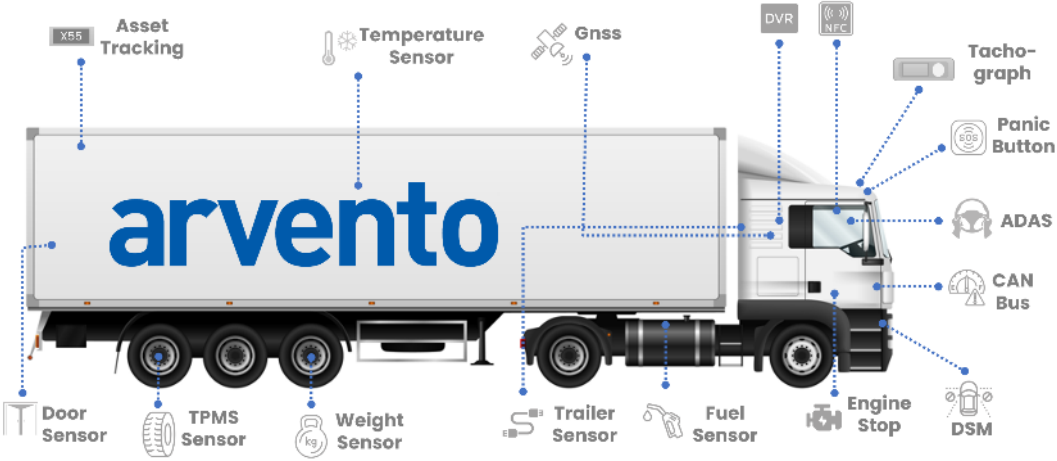 X55
Asset
Tracking
Temperature
Sensor
Gnss
DVR
NFC
Tacho-
graph
SOS
Panic
Button
ADAS
CAN
Bus
arvento
Door
Sensor
TPMS
Sensor
kg
Weight
Sensor
Trailer
Sensor
Fuel
Sensor
Engine
Stop
DSM